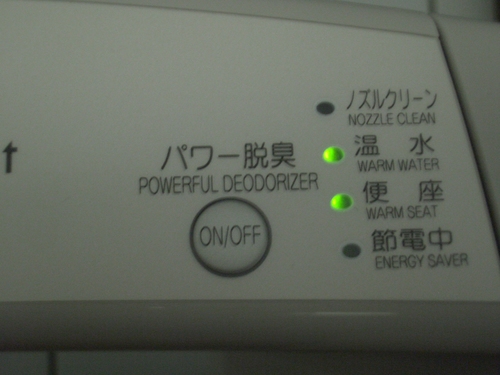 ノズルクリーン
NOZZLE CLEAN
温水
WARM WATER
パワー脱臭
POWERFUL DEODORIZER
便座
WARM SEAT
ON/OFF
節電中
ENERGY SAVER